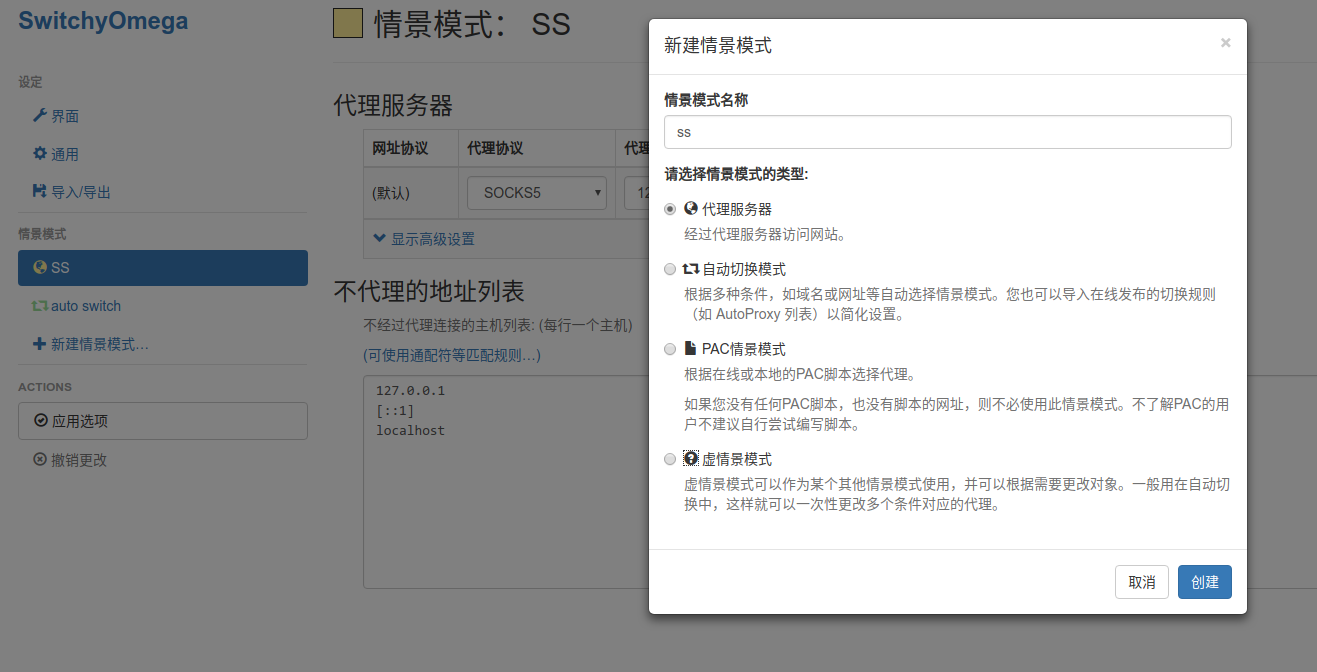 SwitchyOmega
设定
界面
通用
导入/导出
情景模式
SS
auto switch
新建情景模式…
ACTIONS
应用选项
撤销更改
情景模式： SS
代理服务器
网址协议 代理协议
(默认) SOCKS5
显示高级设置
不代理的地址列表
不经过代理连接的主机列表: (每行一个主机)
(可使用通配符等匹配规则…)
127.0.0.1
[::1]
localhost
新建情景模式
×
情景模式名称
ss
请选择情景模式的类型:
代理服务器
经过代理服务器访问网站。
自动切换模式
根据多种条件，如域名或网址等自动选择情景模式。您也可以导入在线发布的切换规则
（如 AutoProxy 列表）以简化设置。
PAC情景模式
根据在线或本地的PAC脚本选择代理。
如果您没有任何PAC脚本，也没有脚本的网址，则不必使用此情景模式。不了解PAC的用
户不建议自行尝试编写脚本。
虚情景模式
虚情景模式可以作为某个其他情景模式使用，并可以根据需要更改对象。一般用在自动切
换中，这样就可以一次性更改多个条件对应的代理。
取消 创建